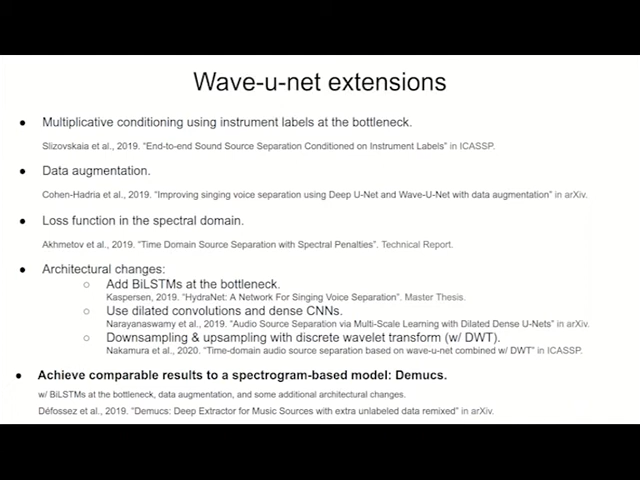 Wave-u-net extensions
● Multiplicative conditioning using instrument labels at the bottleneck.
Slizovskaia et al., 2019. "End-to-end Sound Source Separation Conditioned on Instrument Labels" in ICASSP.
● Data augmentation.
Cohen-Hadria et al., 2019. "Improving singing voice separation using Deep U-Net and Wave-U-Net with data augmentation" in arXiv.
● Loss function in the spectral domain.
Akhmetov et al., 2019. "Time Domain Source Separation with Spectral Penalties". Technical Report.
● Architectural changes:
○ Add BiLSTMs at the bottleneck.
Kaspersen, 2019. "HydraNet: A Network For Singing Voice Separation". Master Thesis.
○ Use dilated convolutions and dense CNNs.
Narayanaswamy et al., 2019. "Audio Source Separation via Multi-Scale Learning with Dilated Dense U-Nets" in arXiv.
○ Downsampling & upsampling with discrete wavelet transform (w/ DWT).
Nakamura et al., 2020. "Time-domain audio source separation based on wave-u-net combined w/ DWT" in ICASSP.
● Achieve comparable results to a spectrogram-based model: Demucs.
w/ BiLSTMs at the bottleneck, data augmentation, and some additional architectural changes.
Défossez et al., 2019. "Demucs: Deep Extractor for Music Sources with extra unlabeled data remixed" in arXiv.